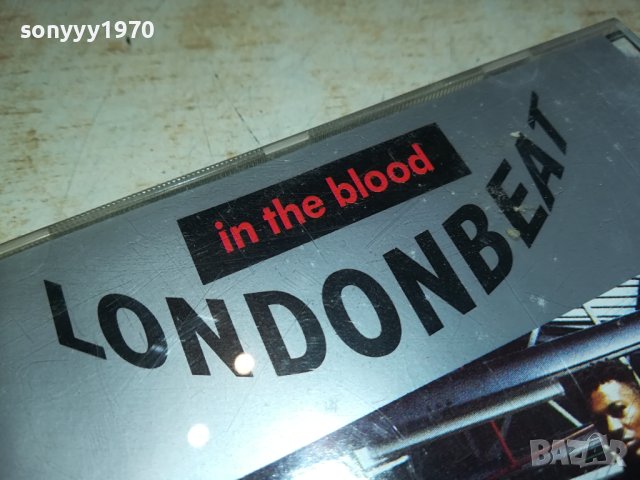 sonyyy1970
in the blood
LONDONBEAT
BAZAR